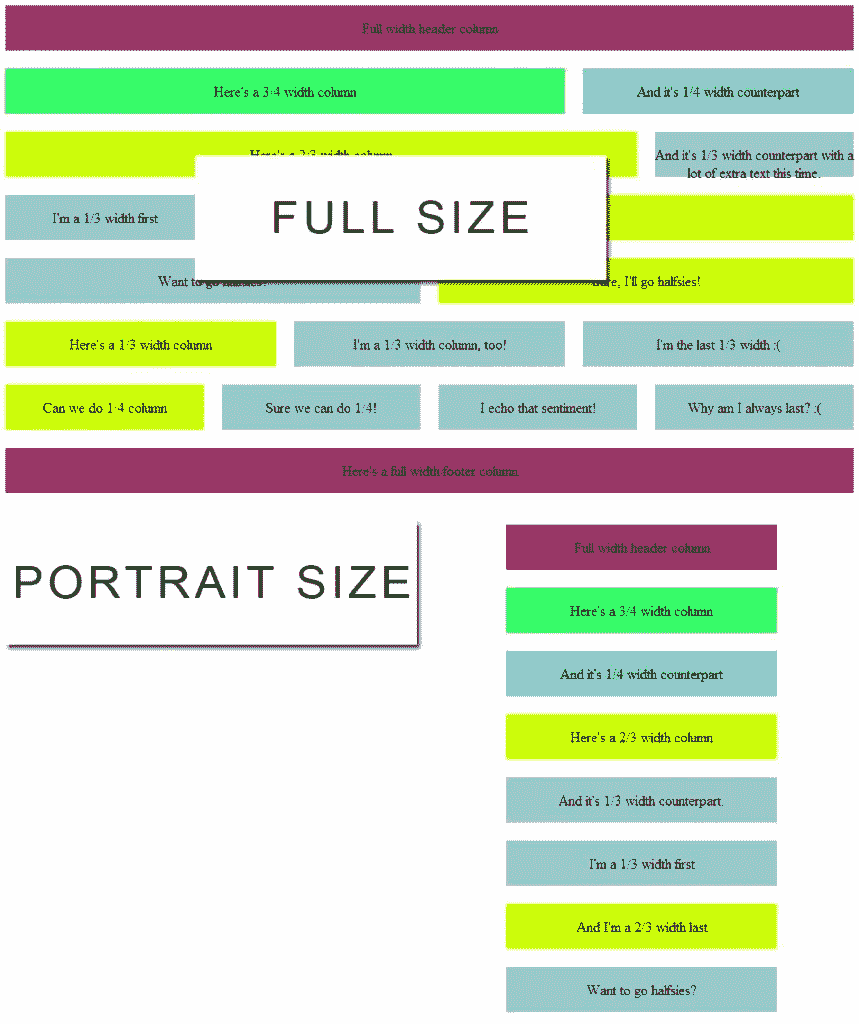 Full width header column
Here's a 3/4 width column
And it's 1/4 width counterpart
Here's a 2/3 width column
And it's 1/3 width counterpart with a
lot of extra text this time.
I'm a 1/3 width first
FULL SIZE
Want to go halfsies?
I'll go halfsies!
Here's a 1/3 width column
I'm a 1/3 width column, too!
I'm the last 1/3 width :(
Can we do 1/4 column
Sure we can do 1/4!
I echo that sentiment!
Why am I always last? :(
Here's a full width footer column
PORTRAIT SIZE
Full width header column
Here's a 3/4 width column
And it's 1/4 width counterpart
Here's a 2/3 width column
And it's 1/3 width counterpart.
I'm a 1/3 width first
And I'm a 2/3 width last
Want to go halfsies?